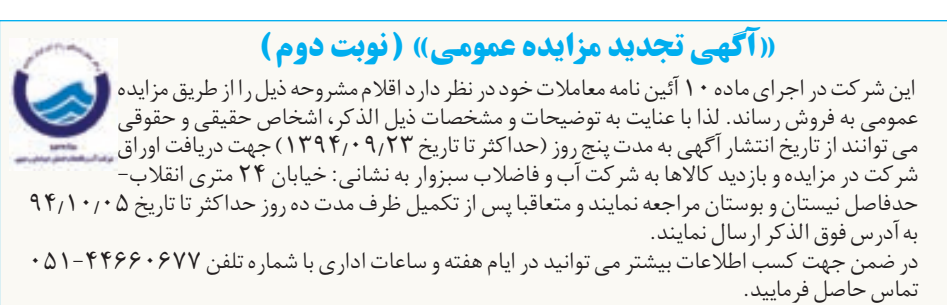 «آگهی تجدید مزایده عمومی» (نوبت دوم)
این شرکت در اجرای ماده ۱۰ آئین نامه معاملات خود در نظر دارد اقلام مشروحه ذیل را از طریق مزایده
عمومی به فروش رساند. لذا با عنایت به توضیحات و مشخصات ذیل الذکر، اشخاص حقیقی و حقوقی
می توانند از تاریخ انتشار آگهی به مدت پنج روز (حداکثر تا تاریخ ۱۳۹۴٫۰۹٫۲۳) جهت دریافت اوراق
شرکت در مزایده و بازدید کالاها به شرکت آب و فاضلاب سبزوار به نشانی: خیابان ۲۴ متری انقلاب-
حدفاصل نیستان و بوستان مراجعه نمایند و متعاقبا پس از تکمیل ظرف مدت ده روز حداکثر تا تاریخ ۹۴٫۱۰٫۰۵
به آدرس فوق الذکر ارسال نمایند.
در ضمن جهت کسب اطلاعات بیشتر می توانید در ایام هفته و ساعات اداری با شماره تلفن ۴۴۶۶۰۶۷۷-۰۵۱
تماس حاصل فرمایید.